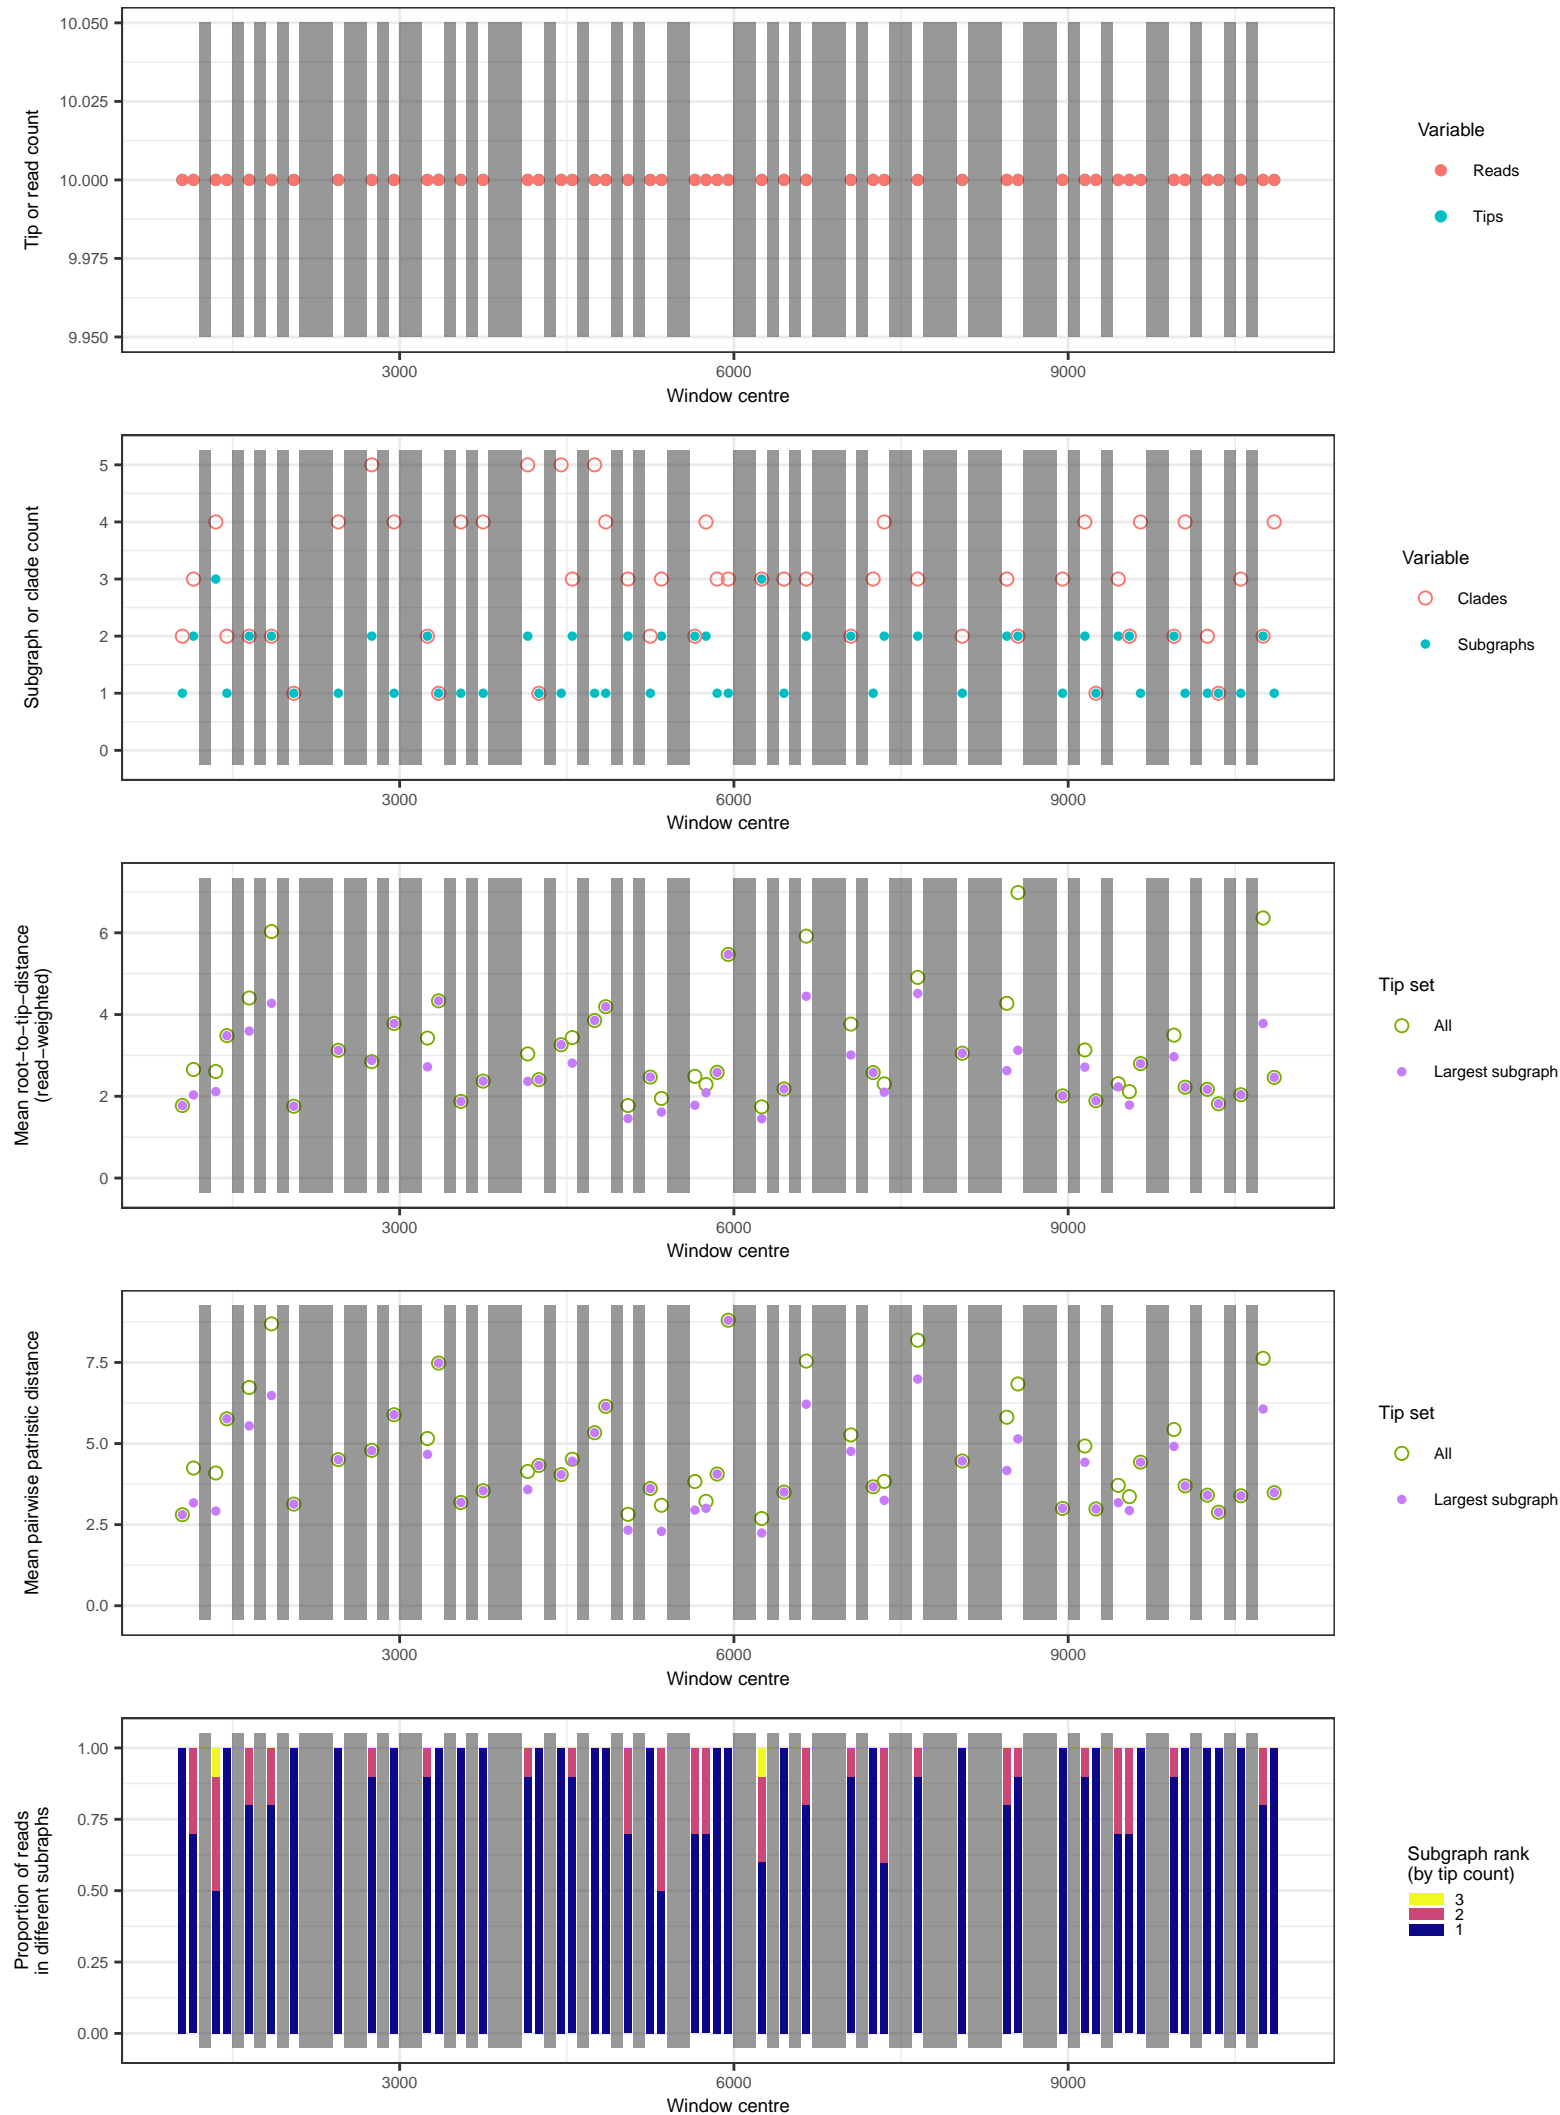 10.050
10.025
10.000
9.975
9.950
Tip or read count
3000
6000
9000
Window centre
Variable
Reads
Tips
5
4
3
2
1
0
Subgraph or clade count
3000
6000
9000
Window centre
Variable
Clades
Subgraphs
6
4
2
0
Mean root−to−tip−distance
(read−weighted)
3000
6000
9000
Window centre
Tip set
All
Largest subgraph
7.5
5.0
2.5
0.0
Mean pairwise patristic distance
3000
6000
9000
Window centre
Tip set
All
Largest subgraph
1.00
0.75
0.50
0.25
0.00
Proportion of reads
in different subraphs
3000
6000
9000
Window centre
Subgraph rank
(by tip count)
3
2
1